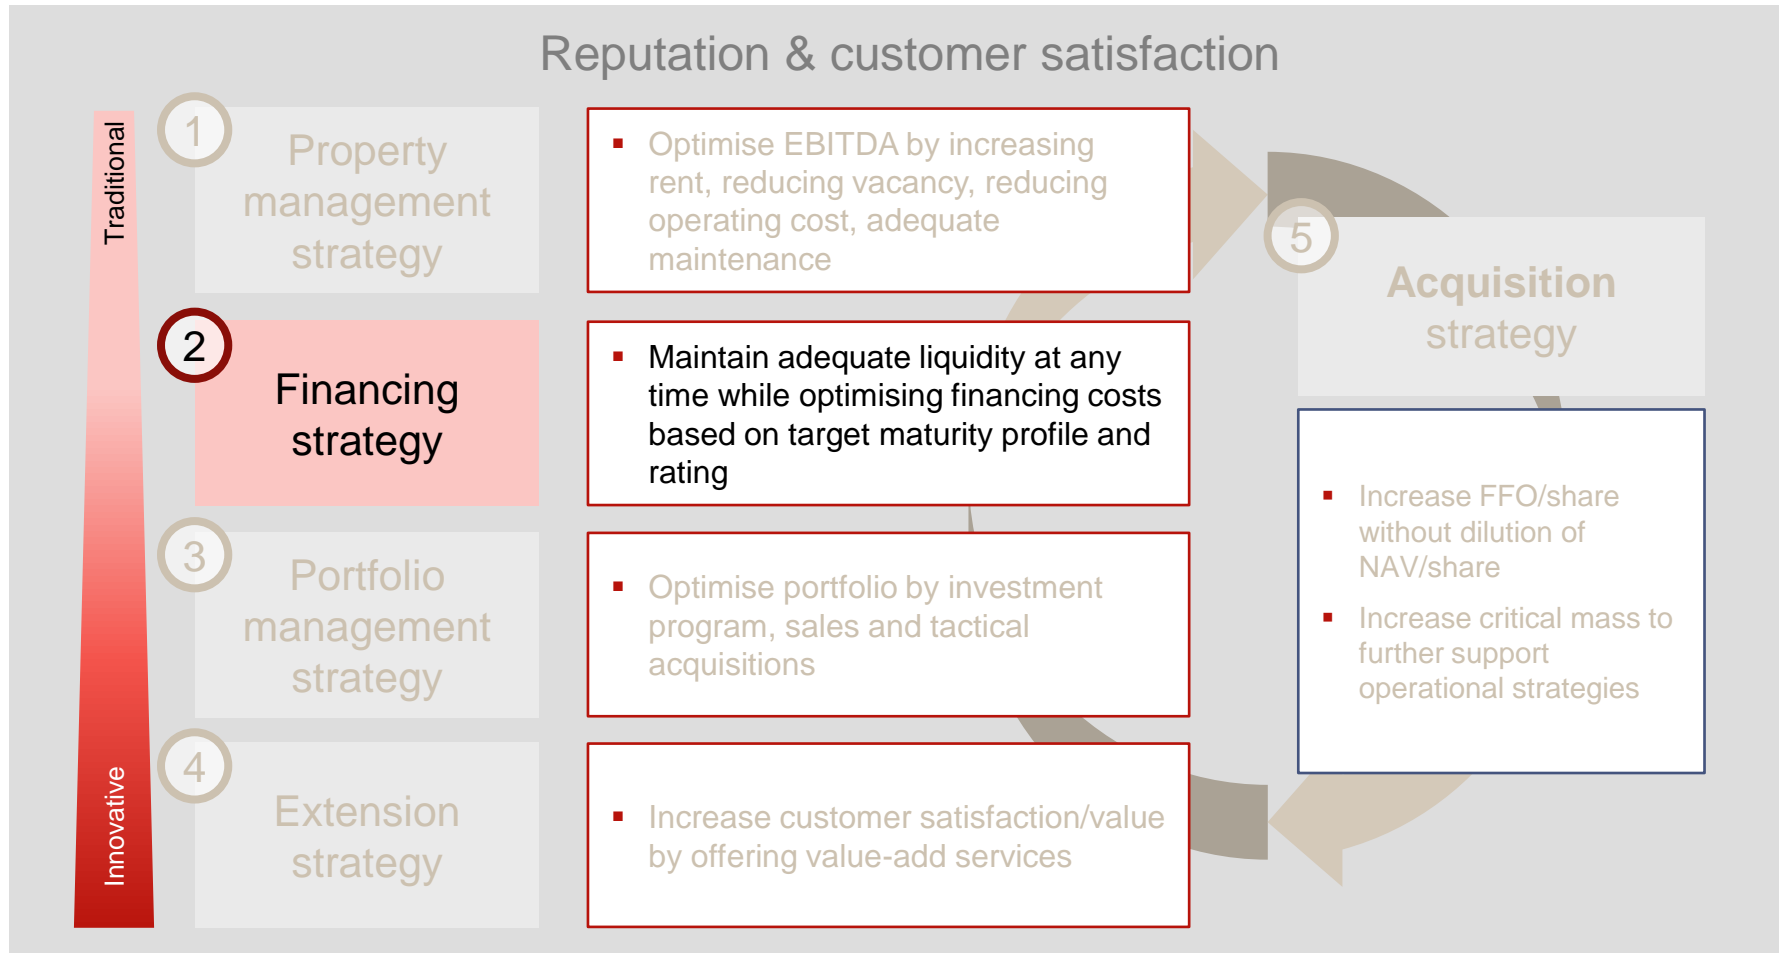 Reputation & customer satisfaction
Traditional
Innovative
1
Property
management
strategy
▪ Optimise EBITDA by increasing
rent, reducing vacancy, reducing
operating cost, adequate
maintenance
2
Financing
strategy
▪ Maintain adequate liquidity at any
time while optimising financing costs
based on target maturity profile and
rating
3
Portfolio
management
strategy
▪ Optimise portfolio by investment
program, sales and tactical
acquisitions
4
Extension
strategy
▪ Increase customer satisfaction/value
by offering value-add services
5
Acquisition
strategy
▪ Increase FFO/share
without dilution of
NAV/share
▪ Increase critical mass to
further support
operational strategies